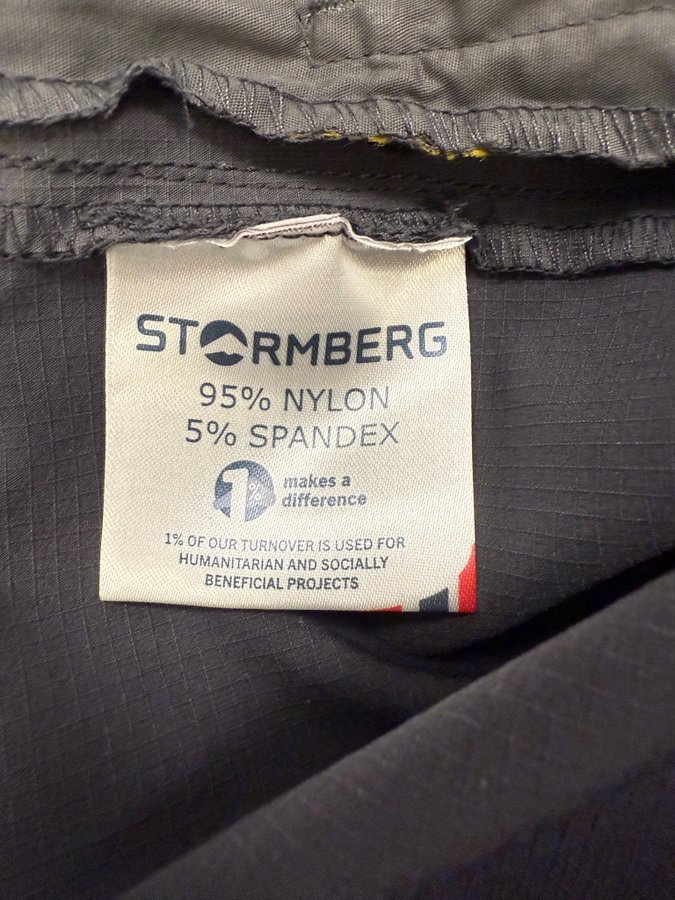 STORMBERG
95% NYLON
5% SPANDEX
1%
makes a
difference
1% OF OUR TURNOVER IS USED FOR
HUMANITARIAN AND SOCIALLY
BENEFICIAL PROJECTS